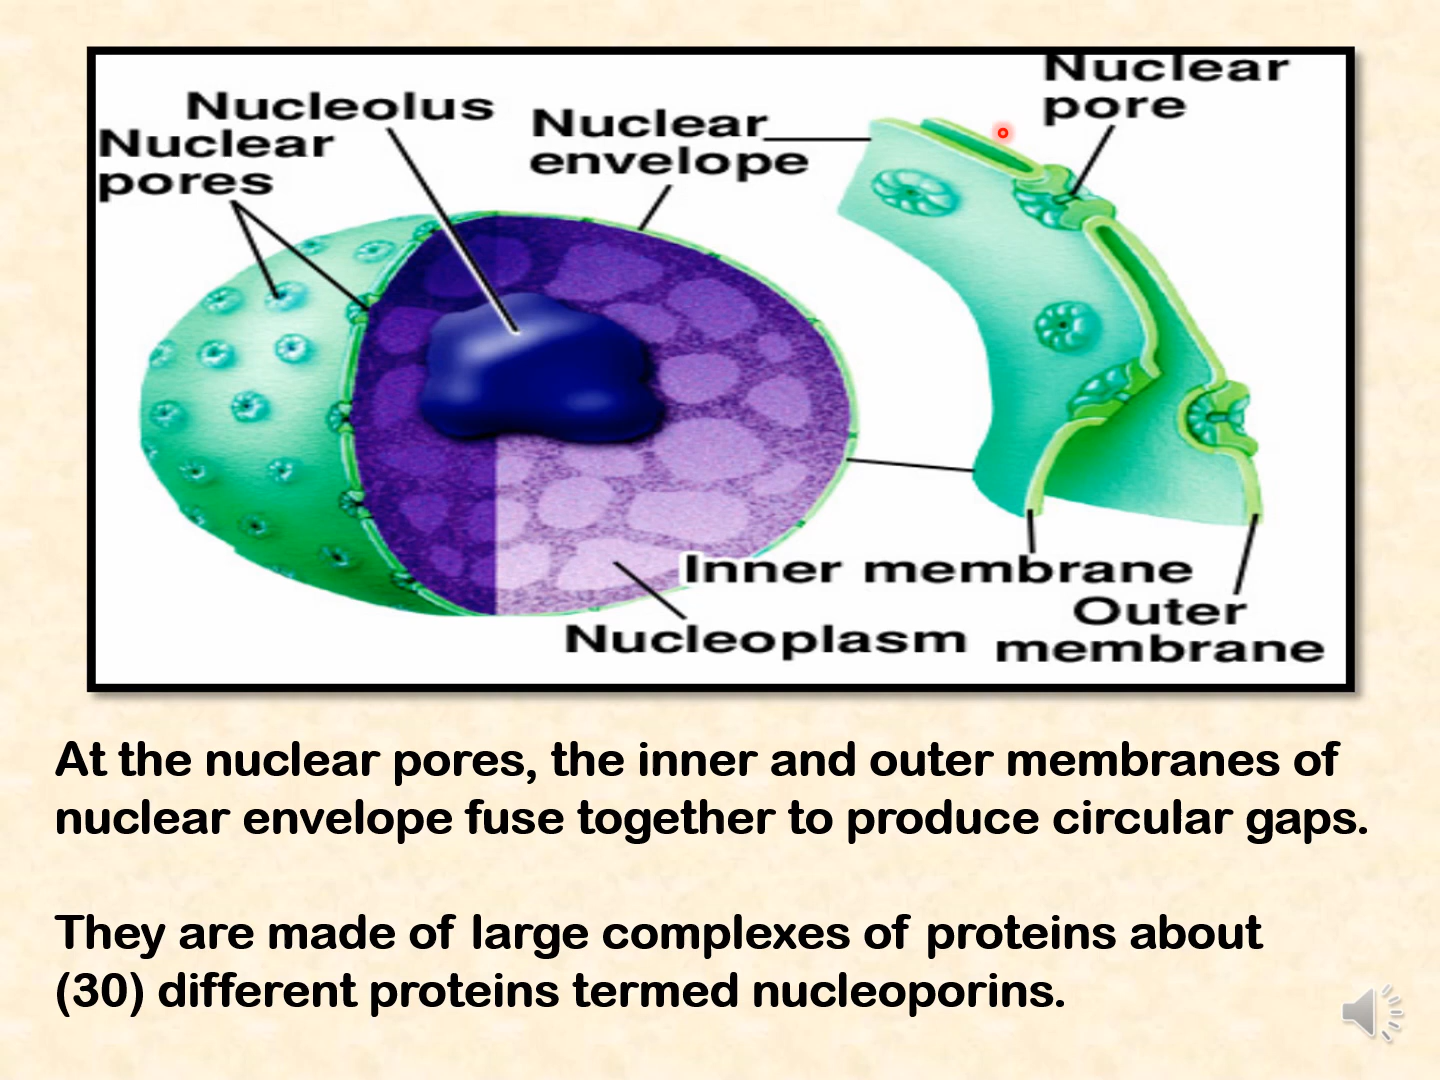 Nucleolus
Nuclear
pores
Nuclear
envelope
Nuclear
pore
Inner membrane
Outer
membrane
Nucleoplasm
At the nuclear pores, the inner and outer membranes of
nuclear envelope fuse together to produce circular gaps.
They are made of large complexes of proteins about
(30) different proteins termed nucleoporins.